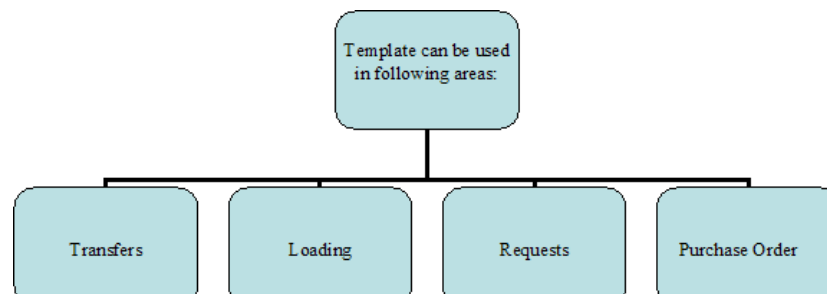 Template can be used
in following areas:
Transfers
Loading
Requests
Purchase Order